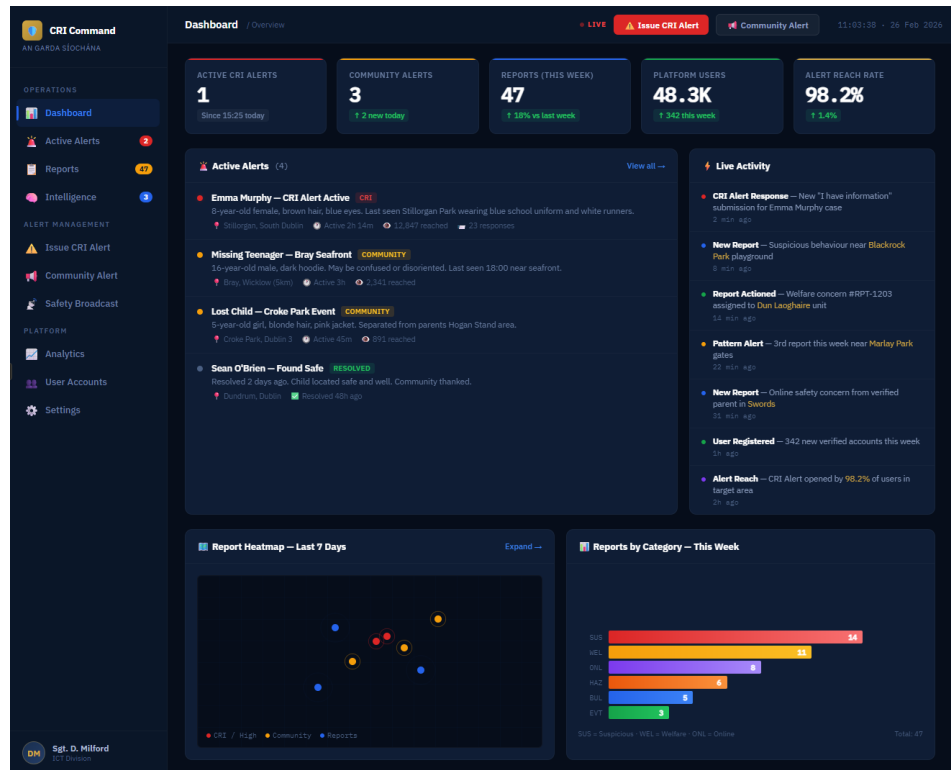 CRI Command
AN GARDA SÍOCHÁNA
OPERATIONS
Dashboard
Active Alerts 2
Reports 47
Intelligence 3
ALERT MANAGEMENT
Issue CRI Alert
Community Alert
Safety Broadcast
PLATFORM
Analytics
User Accounts
Settings
DM
Sgt. D. Milford
ICT Division
Dashboard / Overview
LIVE
Issue CRI Alert
Community Alert
11:03:38 · 26 Feb 2026
ACTIVE CRI ALERTS
1
Since 15:25 today
COMMUNITY ALERTS
3
↑ 2 new today
REPORTS (THIS WEEK)
47
↑ 18% vs last week
PLATFORM USERS
48.3K
↑ 342 this week
ALERT REACH RATE
98.2%
↑ 1.4%
Active Alerts (4)
View all →
Emma Murphy — CRI Alert Active CRI
8-year-old female, brown hair, blue eyes. Last seen Stillorgan Park wearing blue school uniform and white runners.
Stillorgan, South Dublin Active 2h 14m 12,847 reached 23 responses
Missing Teenager — Bray Seafront COMMUNITY
16-year-old male, dark hoodie. May be confused or disoriented. Last seen 18:00 near seafront.
Bray, Wicklow (5km) Active 3h 2,341 reached
Lost Child — Croke Park Event COMMUNITY
5-year-old girl, blonde hair, pink jacket. Separated from parents Hogan Stand area.
Croke Park, Dublin 3 Active 45m 891 reached
Sean O'Brien — Found Safe RESOLVED
Resolved 2 days ago. Child located safe and well. Community thanked.
Dundrum, Dublin Resolved 48h ago
Live Activity
CRI Alert Response — New "I have information"
submission for Emma Murphy case
2 min ago
New Report — Suspicious behaviour near Blackrock
Park playground
8 min ago
Report Actioned — Welfare concern #RPT-1203
assigned to Dun Laoghaire unit
14 min ago
Pattern Alert — 3rd report this week near Marlay Park
gates
22 min ago
New Report — Online safety concern from verified
parent in Swords
31 min ago
User Registered — 342 new verified accounts this week
1h ago
Alert Reach — CRI Alert opened by 98.2% of users in
target area
2h ago
Report Heatmap — Last 7 Days
Expand →
CRI / High Community Reports
Reports by Category — This Week
SUS 14
WEL 11
ONL 8
HAZ 6
BUL 5
EVT 3
SUS = Suspicious · WEL = Welfare · ONL = Online
Total: 47